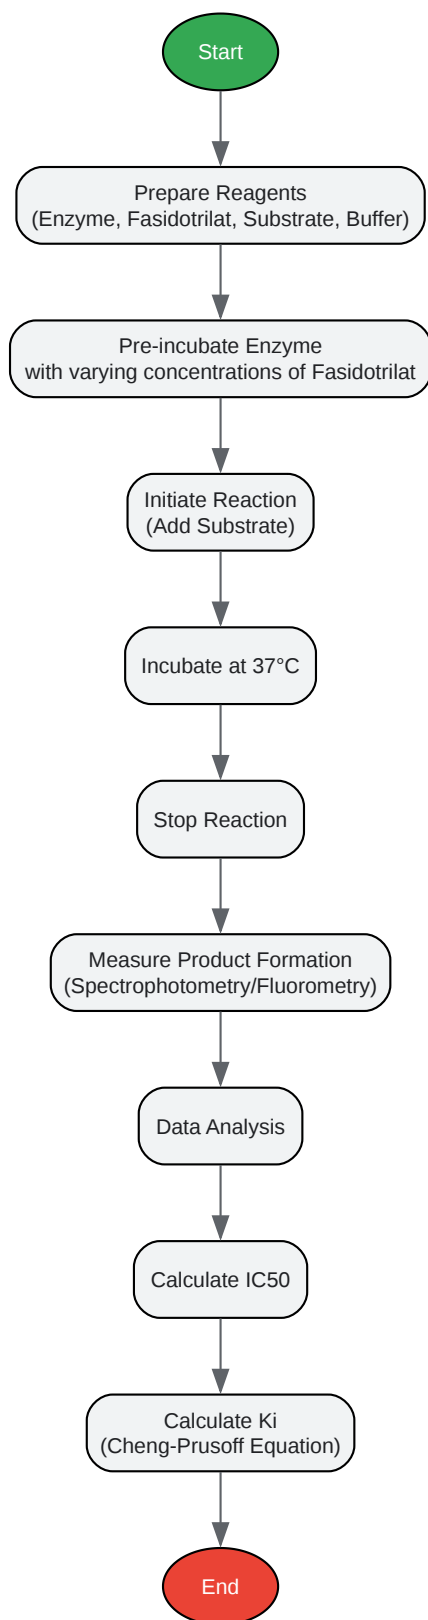 Start
Prepare Reagents
(Enzyme, Fasidotrilat, Substrate, Buffer)
Pre-incubate Enzyme
with varying concentrations of Fasidotrilat
Initiate Reaction
(Add Substrate)
Incubate at 37°C
Stop Reaction
Measure Product Formation
(Spectrophotometry/Fluorometry)
Data Analysis
Calculate IC50
Calculate Ki
(Cheng-Prusoff Equation)
End